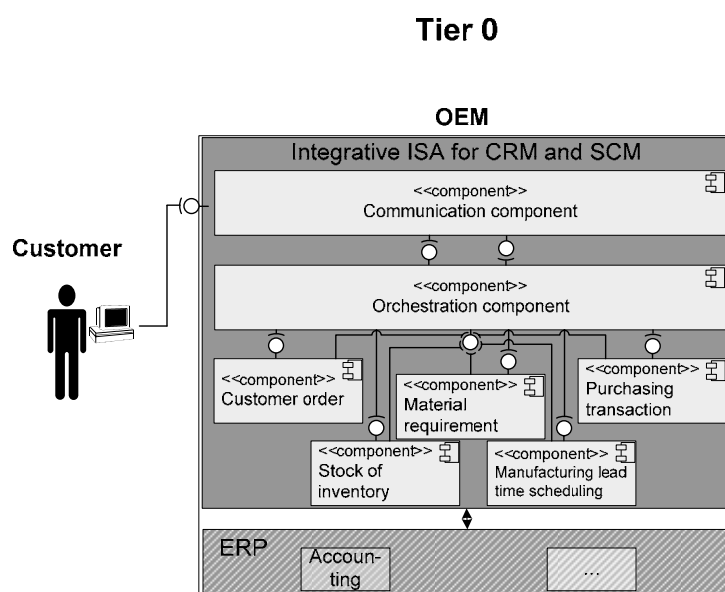 Tier 0
OEM
Integrative ISA for CRM and SCM
<<component>>
Communication component
Customer
<<component>>
Orchestration component
<<component>>
Customer order
<<component>>
Material
requirement
<<component>>
Purchasing
transaction
<<component>>
Stock of
inventory
<<component>>
Manufacturing lead
time scheduling
ERP
Accoun-
ting
...